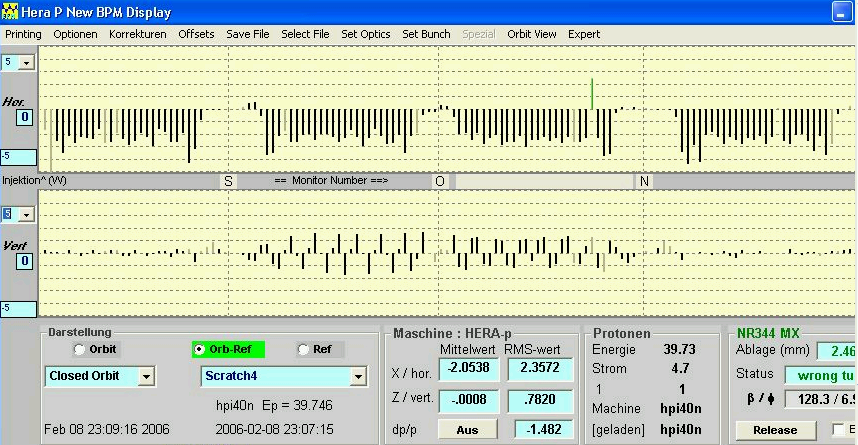 Hera P New BPM Display
Printing Optionen Korrekturen Offsets Save File Select File Set Optics Set Bunch Spezial Orbit View Expert
5
Hor.
0
-5
Injektion^ (W) S == Monitor Number ==> O N
5
Vert
0
-5
Darstellung
Orbit Orb-Ref Ref
Closed Orbit Scratch4
hpi40n Ep = 39.746
Feb 08 23:09:16 2006 2006-02-08 23:07:15
Maschine : HERA-p
Mittelwert RMS-wert
X / hor. -2.0538 2.3572
Z / vert. -.0008 .7820
dp/p Aus -1.482
Protonen
Energie 39.73
Strom 4.7
1 1
Machine hpi40n
[geladen] hpi40n
NR344 MX
Ablage (mm) 2.46
Status wrong tu
β / ϕ 128.3 / 6.9
Release E